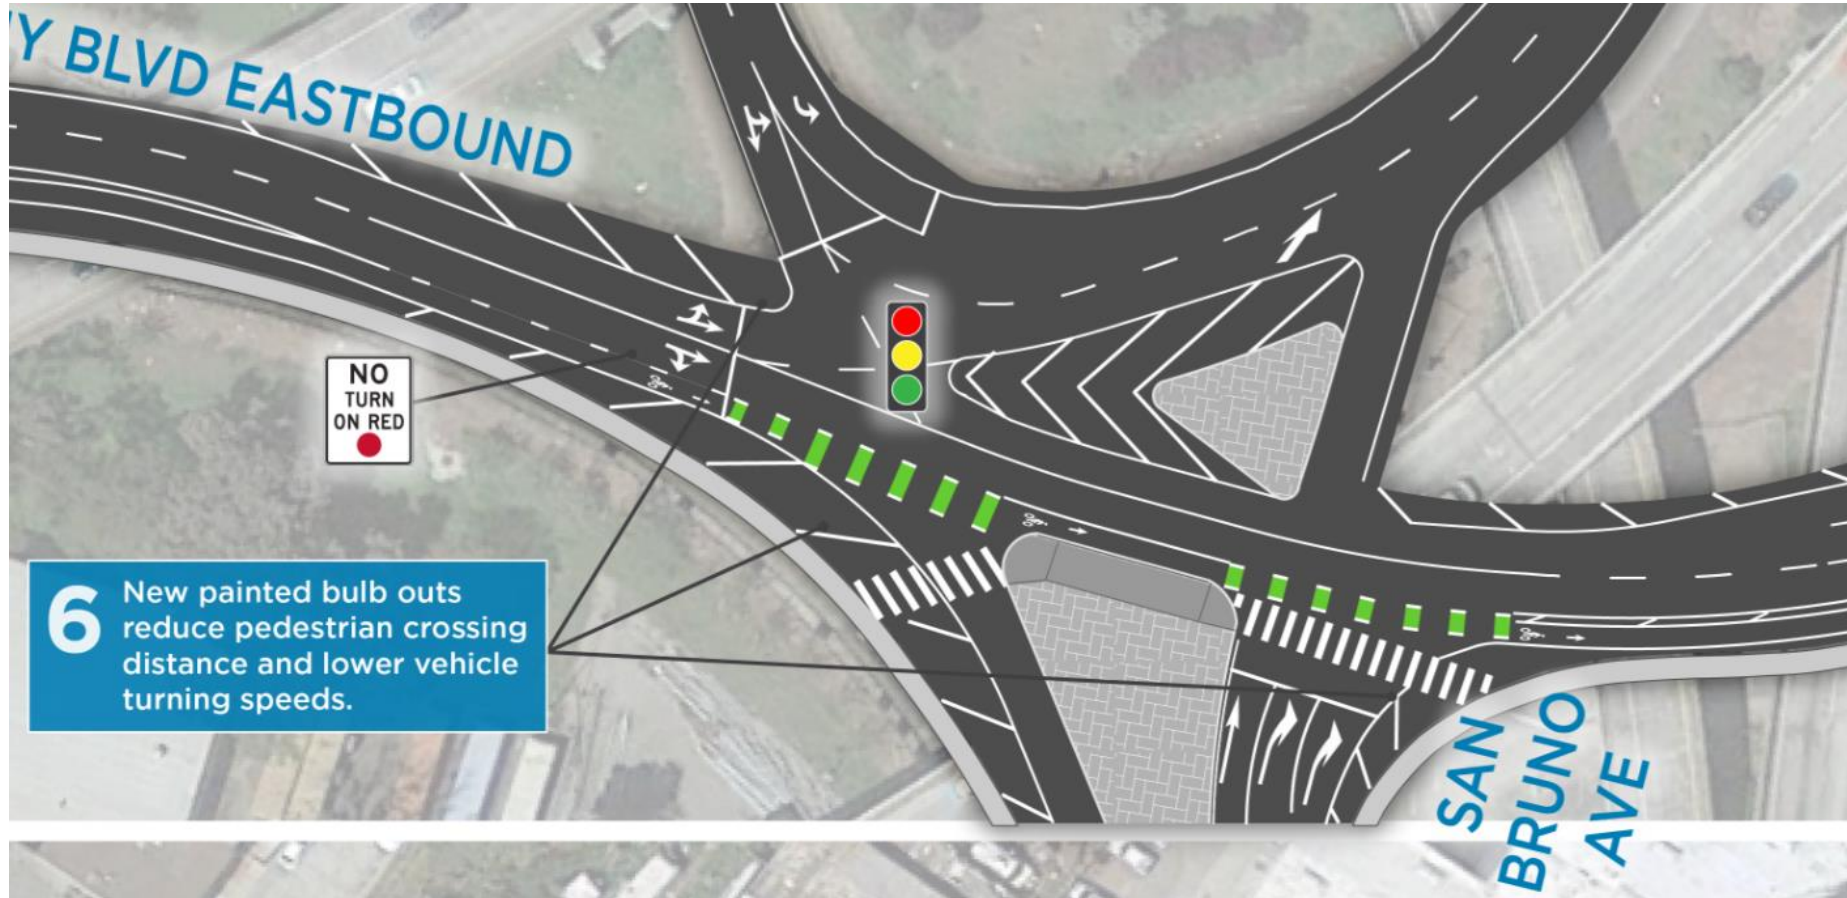 Y BLVD EASTBOUND
NO
TURN
ON RED
6
New painted bulb outs
reduce pedestrian crossing
distance and lower vehicle
turning speeds.
SAN
BRUNO
AVE